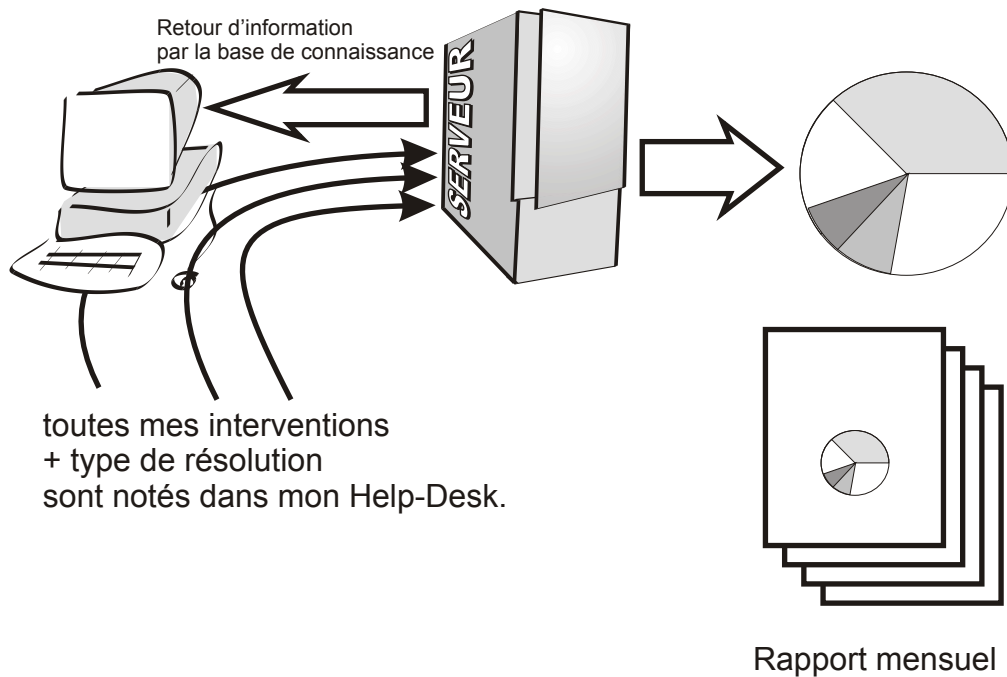 Retour d’information
par la base de connaissance
SERVEUR
toutes mes interventions
+ type de résolution
sont notés dans mon Help-Desk.
Rapport mensuel